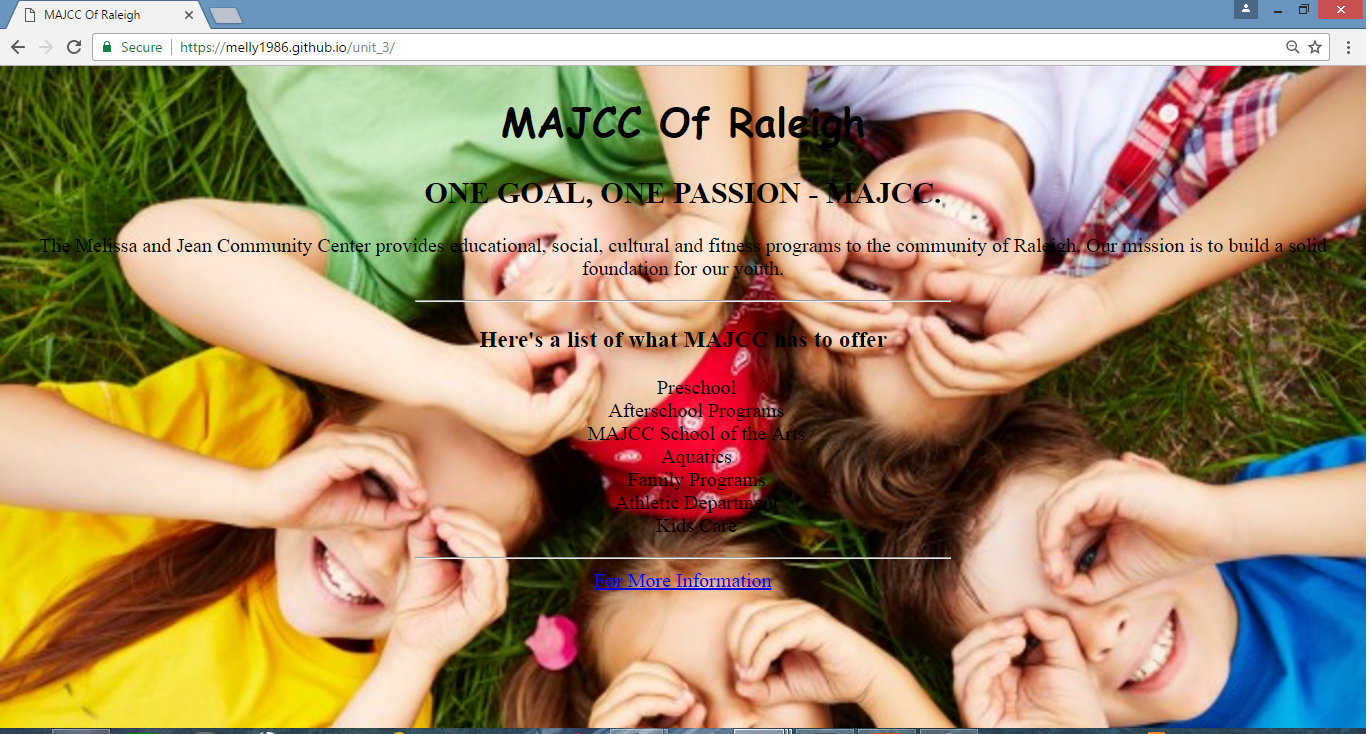 MAJCC Of Raleigh
Secure
https://melly1986.github.io/unit_3/
MAJCC Of Raleigh
ONE GOAL, ONE PASSION - MAJCC.
The Melissa and Jean Community Center provides educational, social, cultural and fitness programs to the community of Raleigh. Our mission is to build a solid
foundation for our youth.
Here's a list of what MAJCC has to offer
Preschool
Afterschool Programs
MAJCC School of the Arts
Aquatics
Family Programs
Athletic Department
Kids Care
For More Information